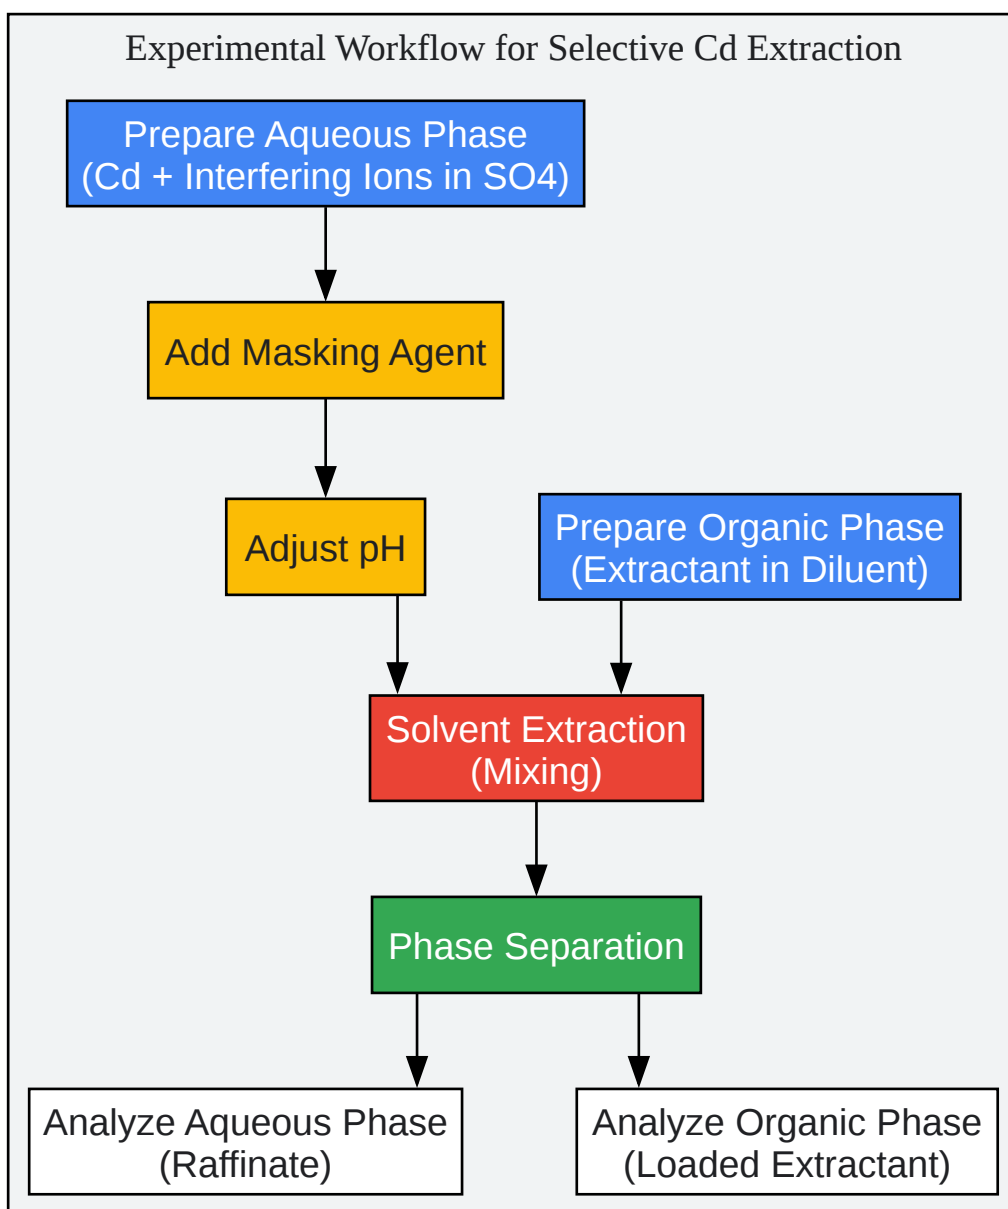 Experimental Workflow for Selective Cd Extraction
Prepare Aqueous Phase
(Cd + Interfering Ions in SO4)
Add Masking Agent
Adjust pH
Prepare Organic Phase
(Extractant in Diluent)
Solvent Extraction
(Mixing)
Phase Separation
Analyze Aqueous Phase
(Raffinate)
Analyze Organic Phase
(Loaded Extractant)